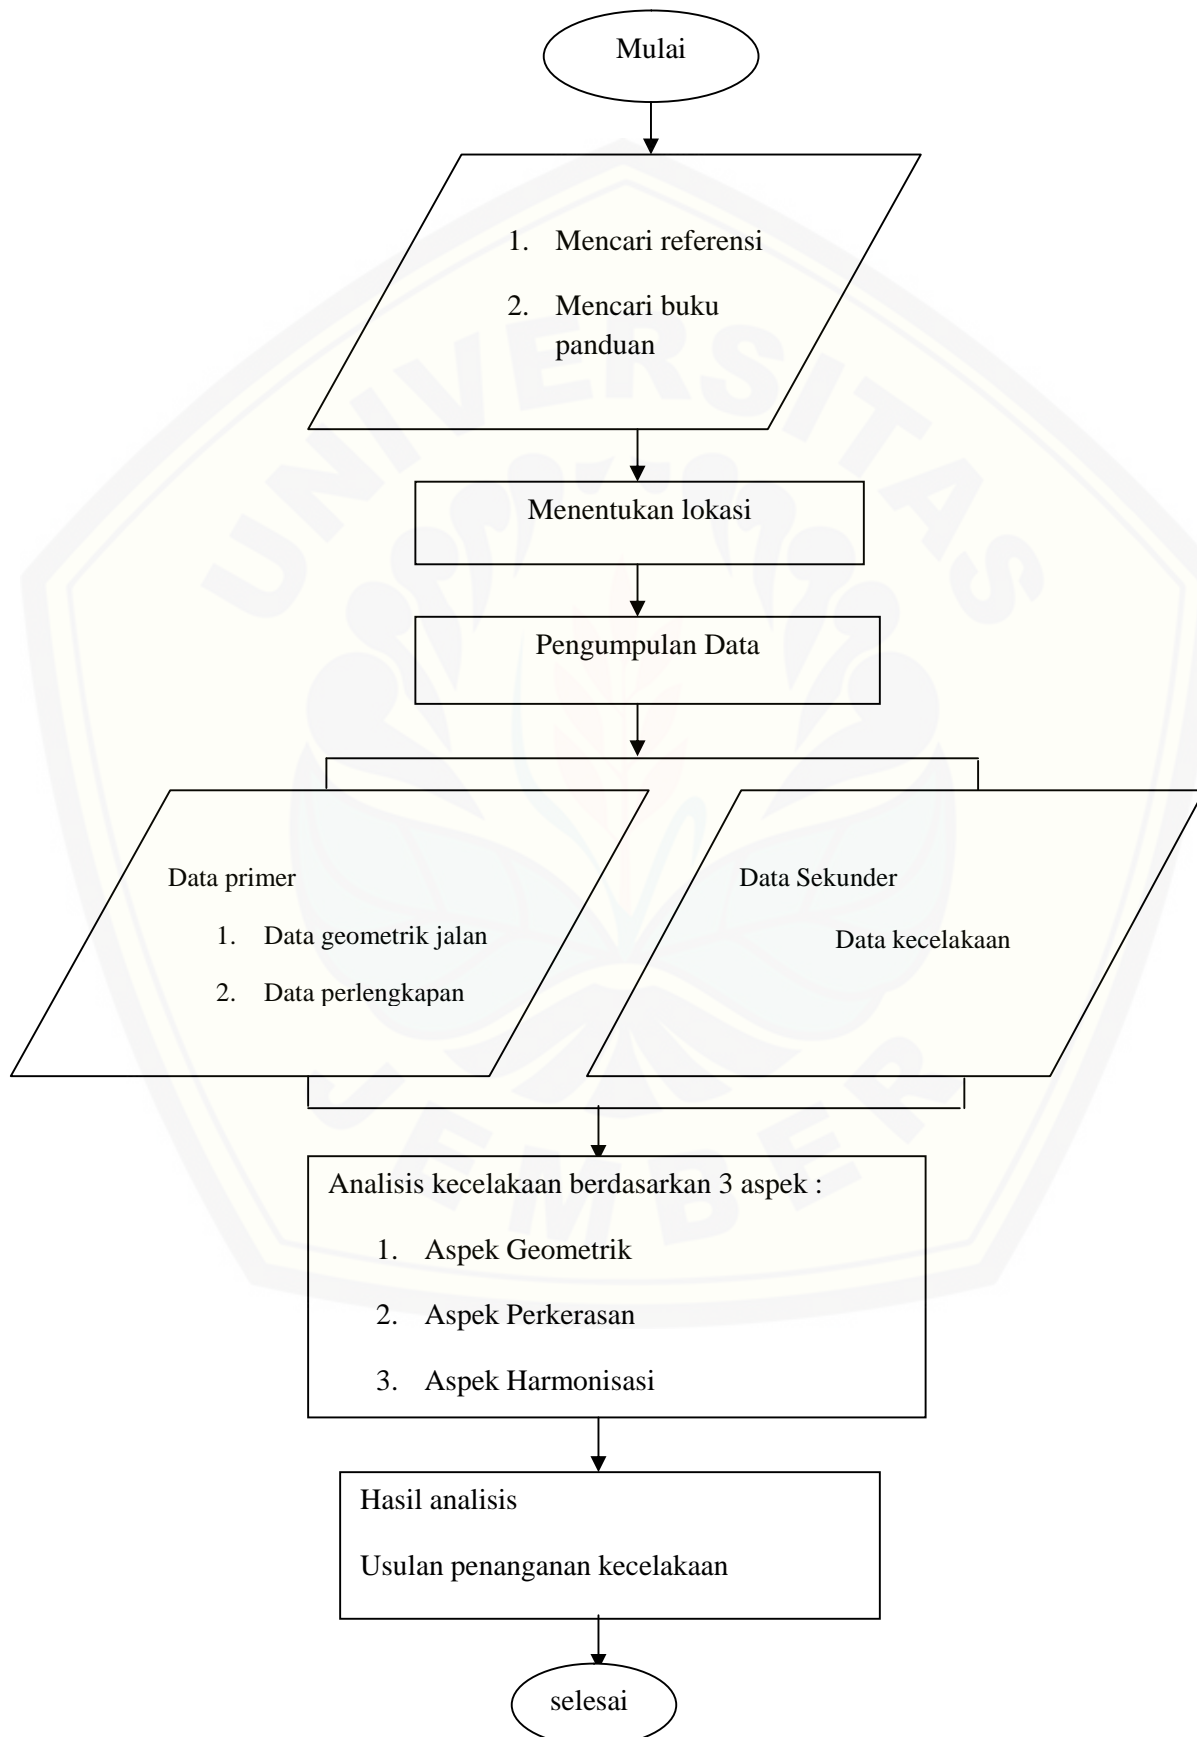 Mulai
1. Mencari referensi
2. Mencari buku
panduan
Menentukan lokasi
Pengumpulan Data
Data primer
1. Data geometrik jalan
2. Data perlengkapan
Data Sekunder
Data kecelakaan
Analisis kecelakaan berdasarkan 3 aspek :
1. Aspek Geometrik
2. Aspek Perkerasan
3. Aspek Harmonisasi
Hasil analisis
Usulan penanganan kecelakaan
selesai
UNIVERSITAS
JEMBER